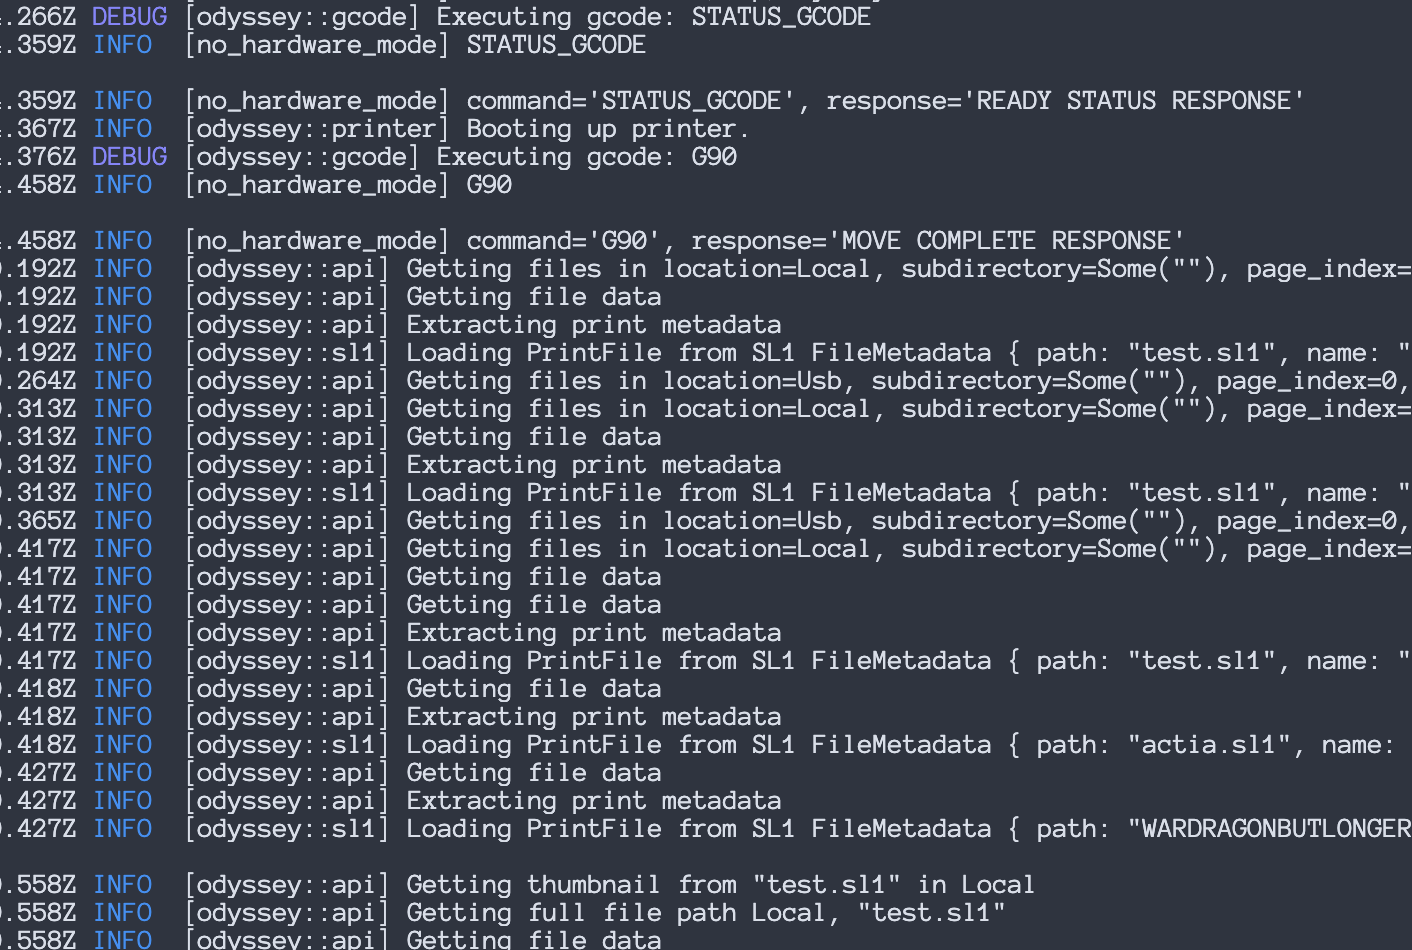 .266Z DEBUG [odyssey::gcode] Executing gcode: STATUS_GCODE
.359Z INFO [no_hardware_mode] STATUS_GCODE
.359Z INFO [no_hardware_mode] command='STATUS_GCODE', response='READY STATUS RESPONSE'
.367Z INFO [odyssey::printer] Booting up printer.
.376Z DEBUG [odyssey::gcode] Executing gcode: G90
.458Z INFO [no_hardware_mode] G90
.458Z INFO [no_hardware_mode] command='G90', response='MOVE COMPLETE RESPONSE'
.192Z INFO [odyssey::api] Getting files in location=Local, subdirectory=Some(""), page_index=
.192Z INFO [odyssey::api] Getting file data
.192Z INFO [odyssey::api] Extracting print metadata
.192Z INFO [odyssey::sl1] Loading PrintFile from SL1 FileMetadata { path: "test.sl1", name: "
.264Z INFO [odyssey::api] Getting files in location=Usb, subdirectory=Some(""), page_index=0,
.313Z INFO [odyssey::api] Getting files in location=Local, subdirectory=Some(""), page_index=
.313Z INFO [odyssey::api] Getting file data
.313Z INFO [odyssey::api] Extracting print metadata
.313Z INFO [odyssey::sl1] Loading PrintFile from SL1 FileMetadata { path: "test.sl1", name: "
.365Z INFO [odyssey::api] Getting files in location=Usb, subdirectory=Some(""), page_index=0,
.417Z INFO [odyssey::api] Getting files in location=Local, subdirectory=Some(""), page_index=
.417Z INFO [odyssey::api] Getting file data
.417Z INFO [odyssey::api] Getting file data
.417Z INFO [odyssey::api] Extracting print metadata
.417Z INFO [odyssey::sl1] Loading PrintFile from SL1 FileMetadata { path: "test.sl1", name: "
.418Z INFO [odyssey::api] Getting file data
.418Z INFO [odyssey::api] Extracting print metadata
.418Z INFO [odyssey::sl1] Loading PrintFile from SL1 FileMetadata { path: "actia.sl1", name:
.427Z INFO [odyssey::api] Getting file data
.427Z INFO [odyssey::api] Extracting print metadata
.427Z INFO [odyssey::sl1] Loading PrintFile from SL1 FileMetadata { path: "WARDRAGONBUTLONGER
.558Z INFO [odyssey::api] Getting thumbnail from "test.sl1" in Local
.558Z INFO [odyssey::api] Getting full file path Local, "test.sl1"
.558Z INFO [odyssey::api] Getting file data